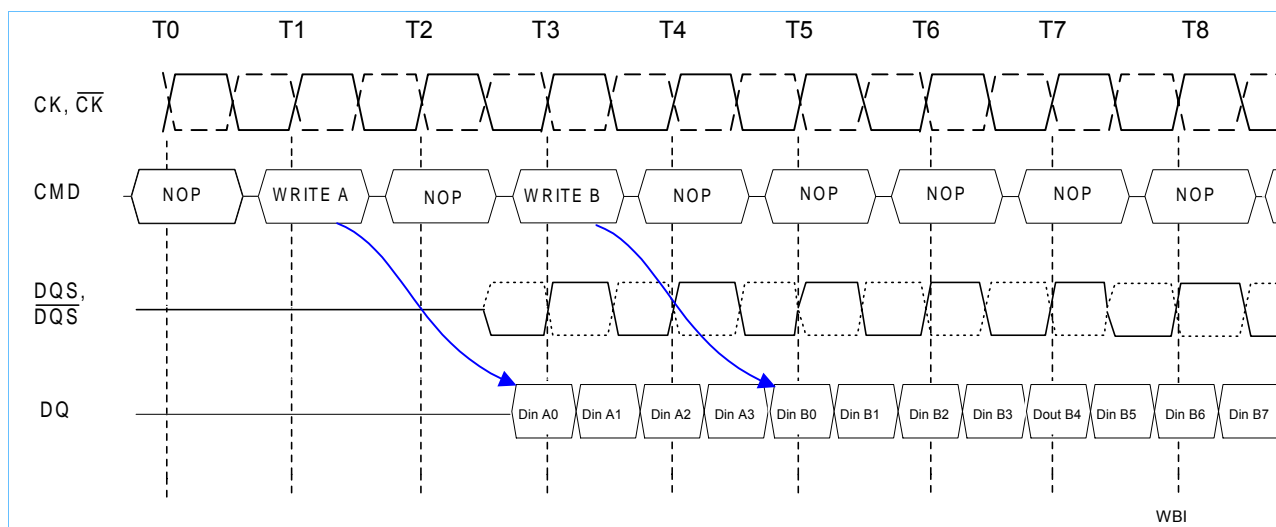 T0 T1 T2 T3 T4 T5 T6 T7 T8
CK, CK
CMD NOP WRITE A NOP WRITE B NOP NOP NOP NOP NOP
DQS,
DQS
DQ Din A0 Din A1 Din A2 Din A3 Din B0 Din B1 Din B2 Din B3 Dout B4 Din B5 Din B6 Din B7
WBI